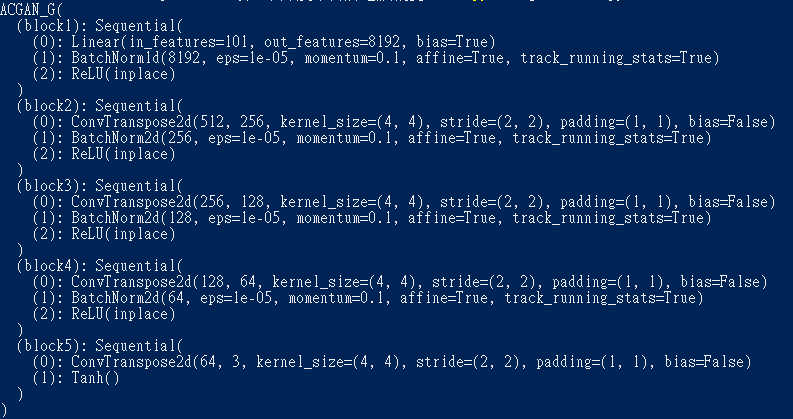 ACGAN_G(
  (block1): Sequential(
    (0): Linear(in_features=101, out_features=8192, bias=True)
    (1): BatchNorm1d(8192, eps=1e-05, momentum=0.1, affine=True, track_running_stats=True)
    (2): ReLU(inplace)
  )
  (block2): Sequential(
    (0): ConvTranspose2d(512, 256, kernel_size=(4, 4), stride=(2, 2), padding=(1, 1), bias=False)
    (1): BatchNorm2d(256, eps=1e-05, momentum=0.1, affine=True, track_running_stats=True)
    (2): ReLU(inplace)
  )
  (block3): Sequential(
    (0): ConvTranspose2d(256, 128, kernel_size=(4, 4), stride=(2, 2), padding=(1, 1), bias=False)
    (1): BatchNorm2d(128, eps=1e-05, momentum=0.1, affine=True, track_running_stats=True)
    (2): ReLU(inplace)
  )
  (block4): Sequential(
    (0): ConvTranspose2d(128, 64, kernel_size=(4, 4), stride=(2, 2), padding=(1, 1), bias=False)
    (1): BatchNorm2d(64, eps=1e-05, momentum=0.1, affine=True, track_running_stats=True)
    (2): ReLU(inplace)
  )
  (block5): Sequential(
    (0): ConvTranspose2d(64, 3, kernel_size=(4, 4), stride=(2, 2), padding=(1, 1), bias=False)
    (1): Tanh()
  )
)